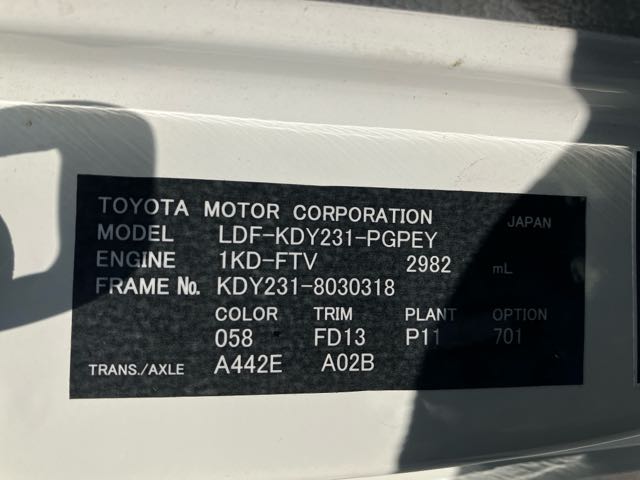 TOYOTA MOTOR CORPORATION JAPAN
MODEL LDF-KDY231-PGPEY
ENGINE 1KD-FTV 2982 mL
FRAME No. KDY231-8030318
COLOR TRIM PLANT OPTION
058 FD13 P11 701
TRANS./AXLE A442E A02B